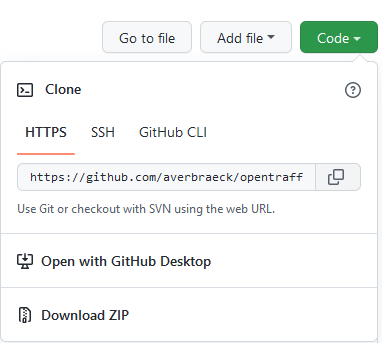 Go to file Add file Code
Clone
HTTPS SSH GitHub CLI
https://github.com/averbraeck/opentraff
Use Git or checkout with SVN using the web URL.
Open with GitHub Desktop
Download ZIP